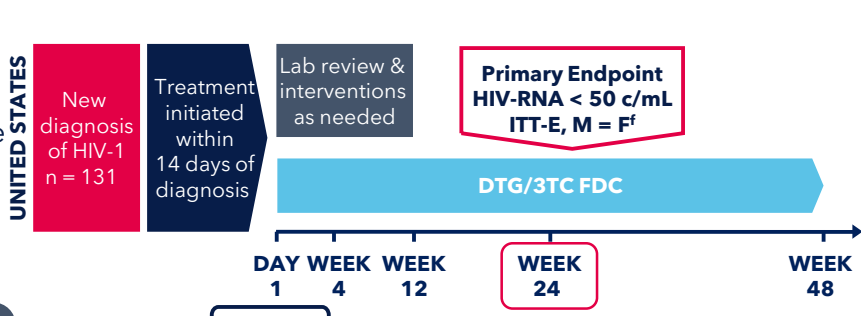 UNITED STATES
New
diagnosis
of HIV-1
n = 131
Treatment
initiated
within
14 days of
diagnosis
Lab review &
interventions
as needed
Primary Endpoint
HIV-RNA < 50 c/mL
ITT-E, M = Fᶠ
DTG/3TC FDC
DAY WEEK WEEK WEEK WEEK
1 4 12 24 48